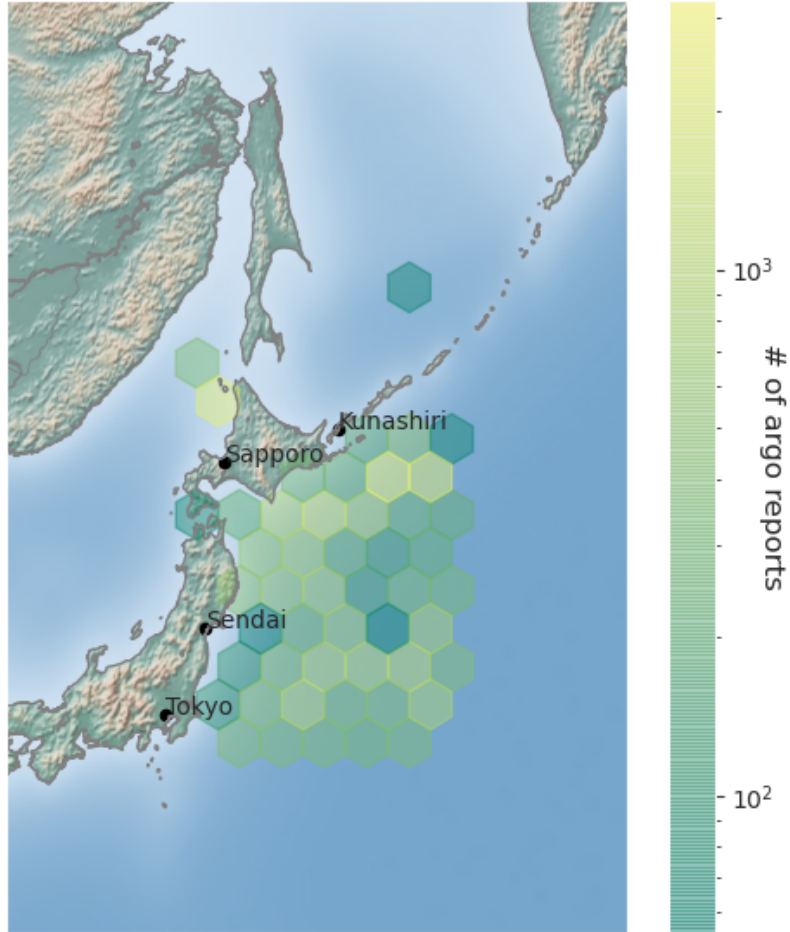 Kunashiri
Sapporo
Sendai
Tokyo
10³
10²
# of argo reports